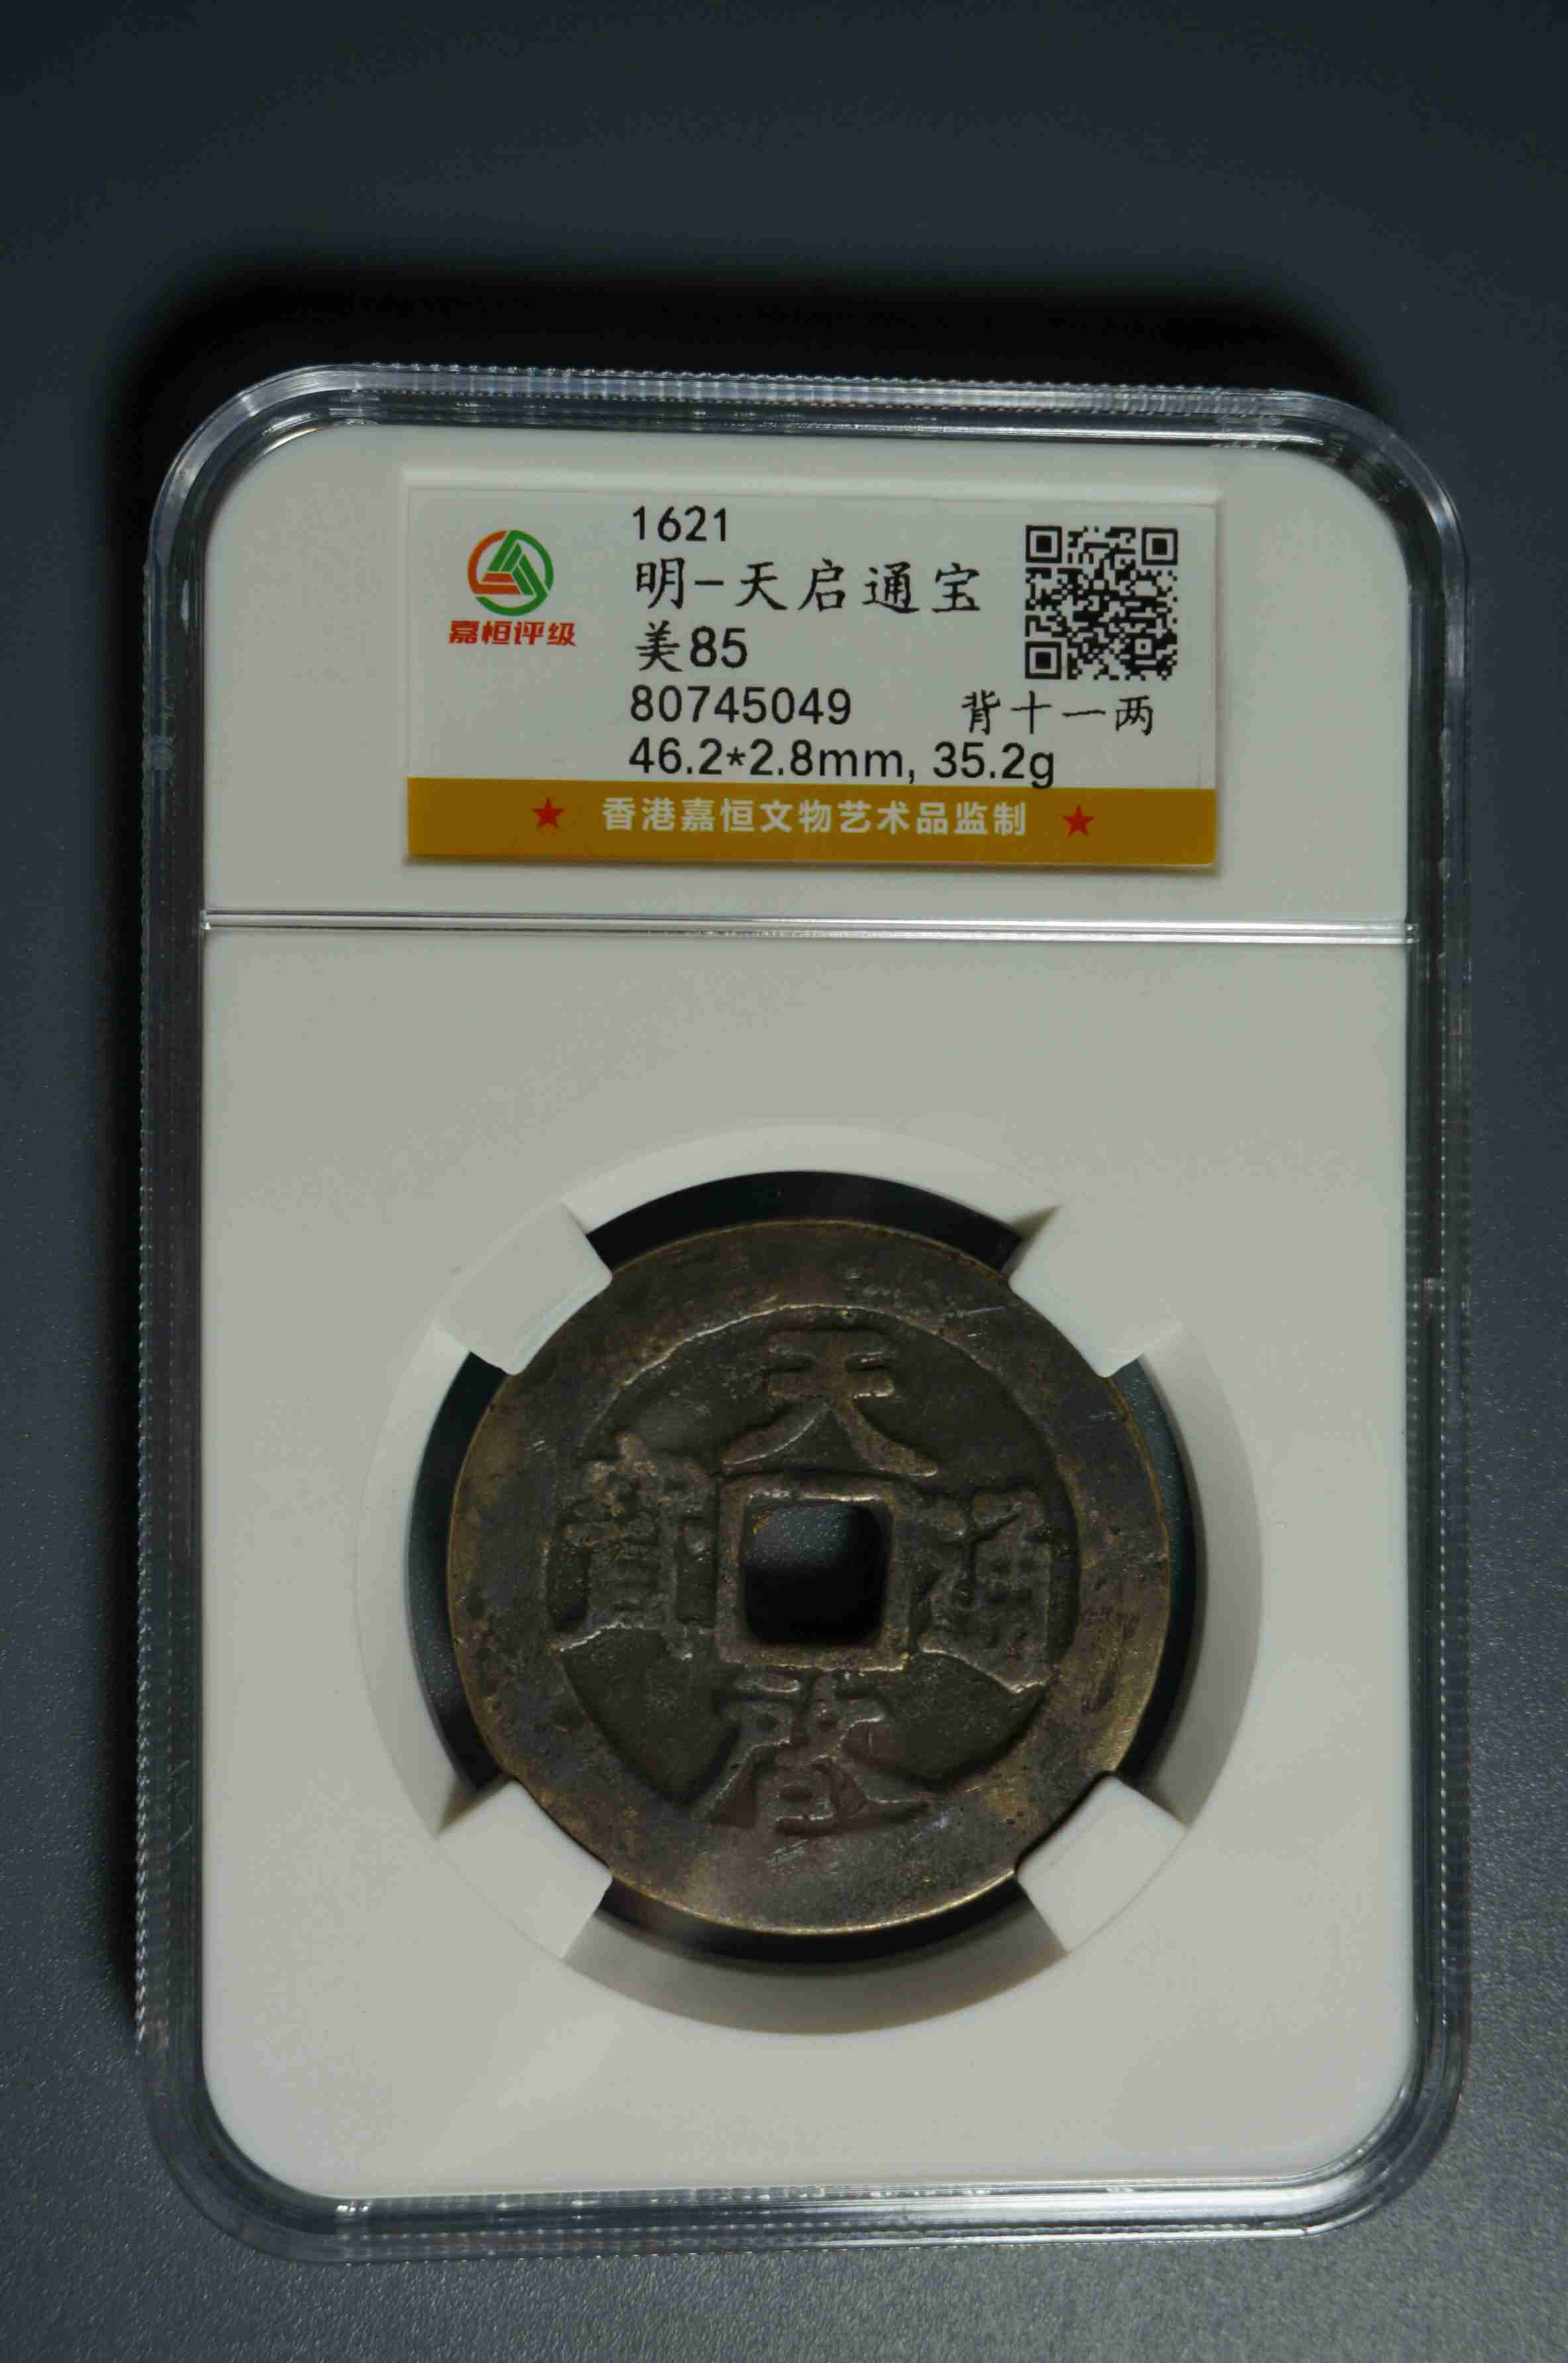 嘉恒评级
1621
明-天启通宝
美85
80745049 背十一两
46.2*2.8mm, 35.2g
★ 香港嘉恒文物艺术品监制 ★
天
寶 通
啓